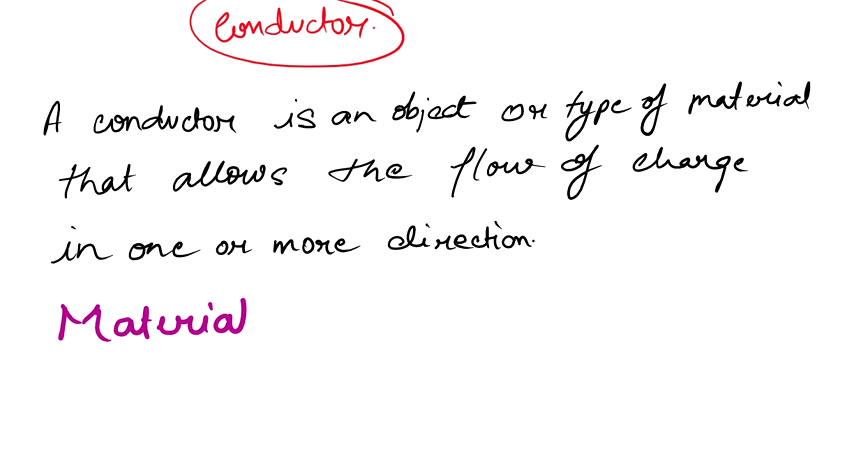 Conductor.
A conductor is an object or type of material
that allows the flow of charge
in one or more direction.
Material